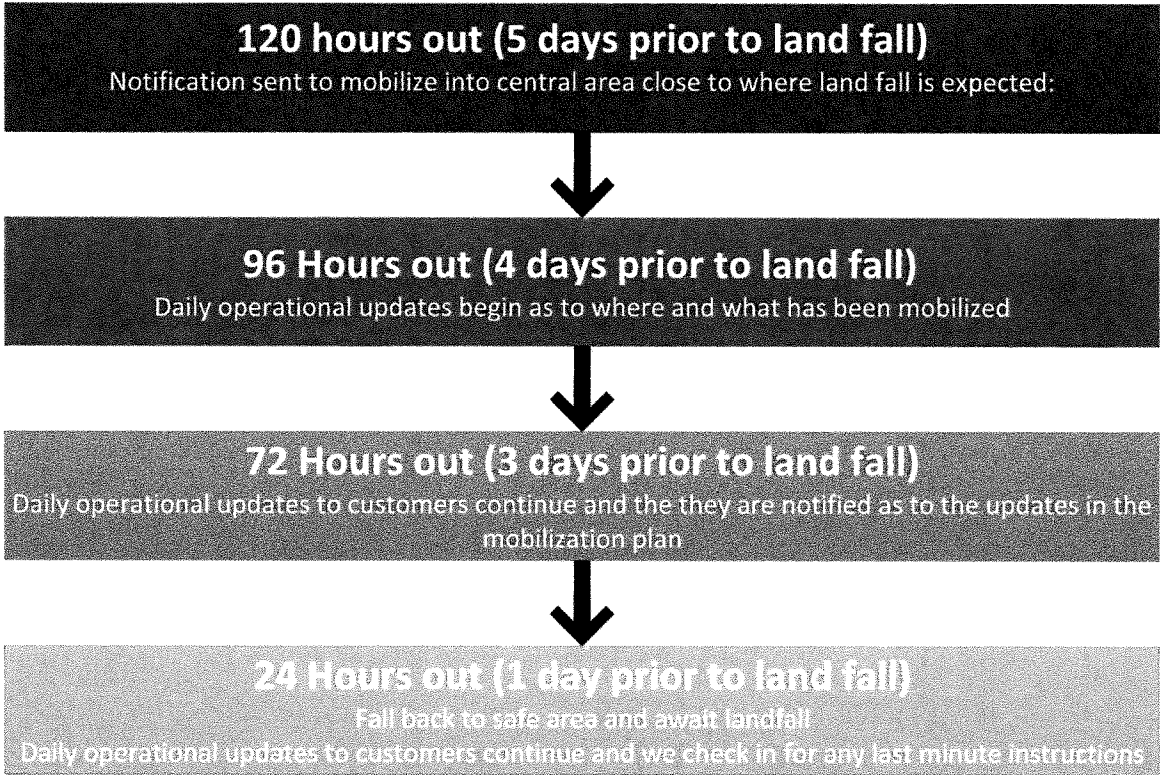 120 hours out (5 days prior to land fall)
Notification sent to mobilize into central area close to where land fall is expected:
96 Hours out (4 days prior to land fall)
Daily operational updates begin as to where and what has been mobilized
72 Hours out (3 days prior to land fall)
Daily operational updates to customers continue and the they are notified as to the updates in the
mobilization plan
24 Hours out (1 day prior to land fall)
Fall back to safe area and await landfall
Daily operational updates to customers continue and we check in for any last minute instructions